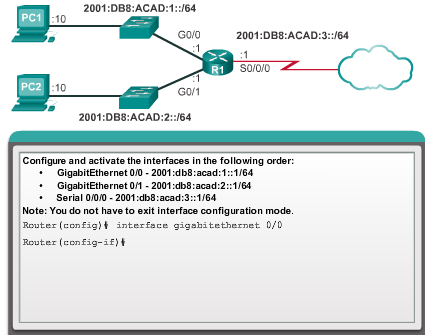 PC1
:10
2001:DB8:ACAD:1::/64
G0/0
:1
2001:DB8:ACAD:3::/64
:1
R1
S0/0/0
PC2
:10
:1
G0/1
2001:DB8:ACAD:2::/64
Configure and activate the interfaces in the following order:
• GigabitEthernet 0/0 - 2001:db8:acad:1::1/64
• GigabitEthernet 0/1 - 2001:db8:acad:2::1/64
• Serial 0/0/0 - 2001:db8:acad:3::1/64
Note: You do not have to exit interface configuration mode.
Router(config)# interface gigabitethernet 0/0
Router(config-if)#